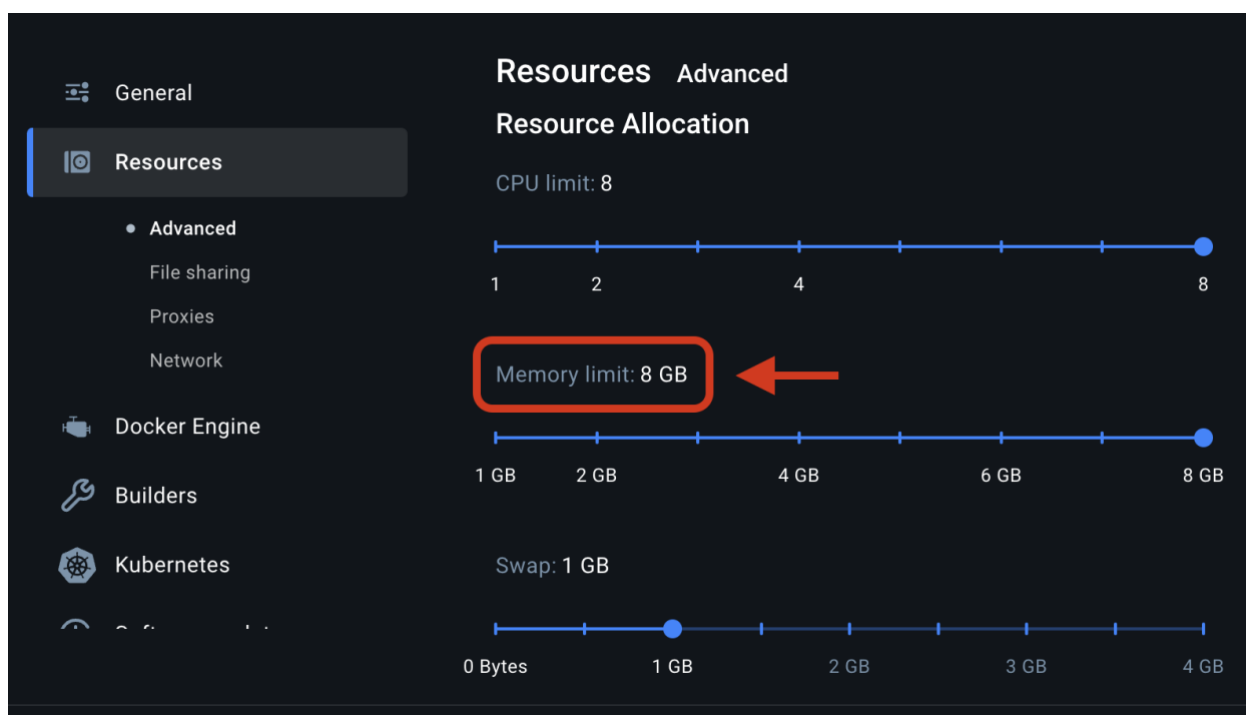 General
Resources
Advanced
File sharing
Proxies
Network
Docker Engine
Builders
Kubernetes
Resources Advanced
Resource Allocation
CPU limit: 8
1 2 4 8
Memory limit: 8 GB
1 GB 2 GB 4 GB 6 GB 8 GB
Swap: 1 GB
0 Bytes 1 GB 2 GB 3 GB 4 GB